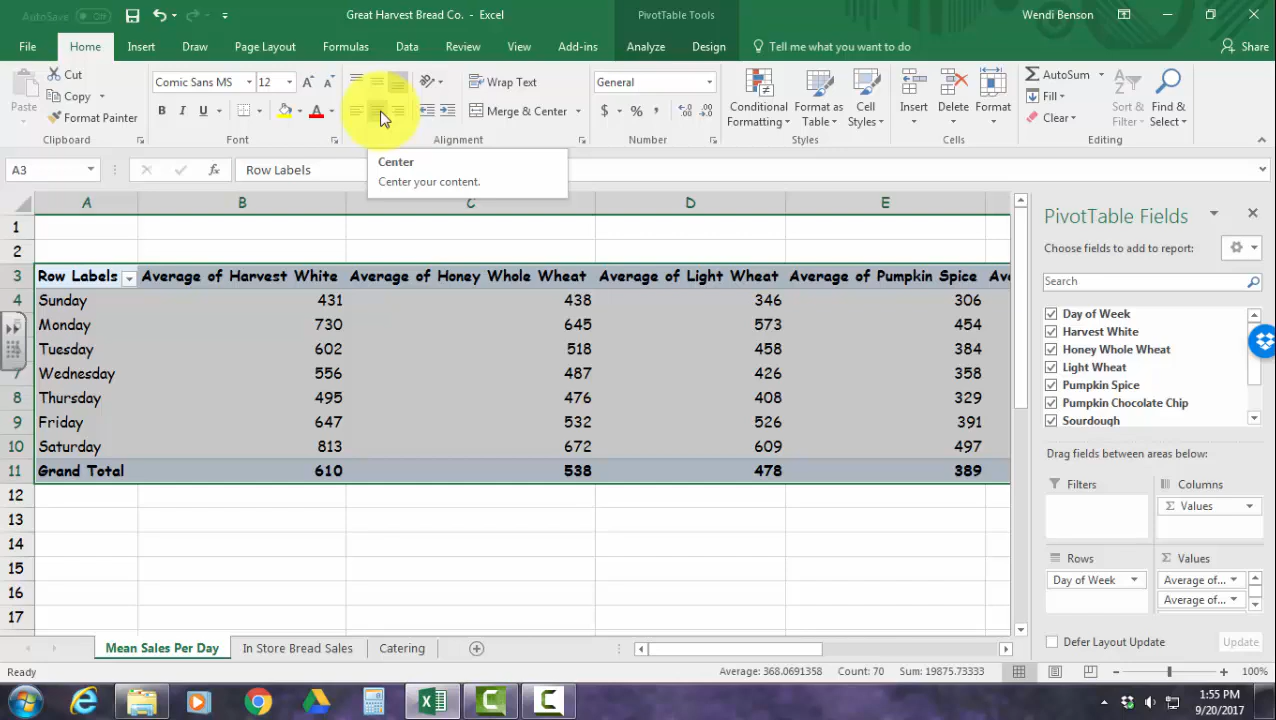 AutoSave Off
Great Harvest Bread Co. - Excel
PivotTable Tools
Wendi Benson
File Home Insert Draw Page Layout Formulas Data Review View Add-ins Analyze Design Tell me what you want to do Share
Paste
Cut
Copy
Format Painter
Clipboard
Comic Sans MS 12
B I U
Font
Wrap Text
Merge & Center
Alignment
General
$ % ,
Number
Conditional Formatting
Format as Table
Cell Styles
Styles
Insert
Delete
Format
Cells
AutoSum
Fill
Clear
Sort & Filter
Find & Select
Editing
Center
Center your content.
A3 fx Row Labels
A B C D E
1
2
3 Row Labels Average of Harvest White Average of Honey Whole Wheat Average of Light Wheat Average of Pumpkin Spice
4 Sunday 431 438 346 306
Monday 730 645 573 454
Tuesday 602 518 458 384
7 Wednesday 556 487 426 358
8 Thursday 495 476 408 329
9 Friday 647 532 526 391
10 Saturday 813 672 609 497
11 Grand Total 610 538 478 389
12
13
14
15
16
17
PivotTable Fields
Choose fields to add to report:
Search
Day of Week
Harvest White
Honey Whole Wheat
Light Wheat
Pumpkin Spice
Pumpkin Chocolate Chip
Sourdough
Drag fields between areas below:
Filters
Columns
Σ Values
Rows
Day of Week
Σ Values
Average of...
Average of...
Defer Layout Update
Update
Mean Sales Per Day In Store Bread Sales Catering
Ready
Average: 368.0691358 Count: 70 Sum: 19875.73333
100%
1:55 PM
9/20/2017